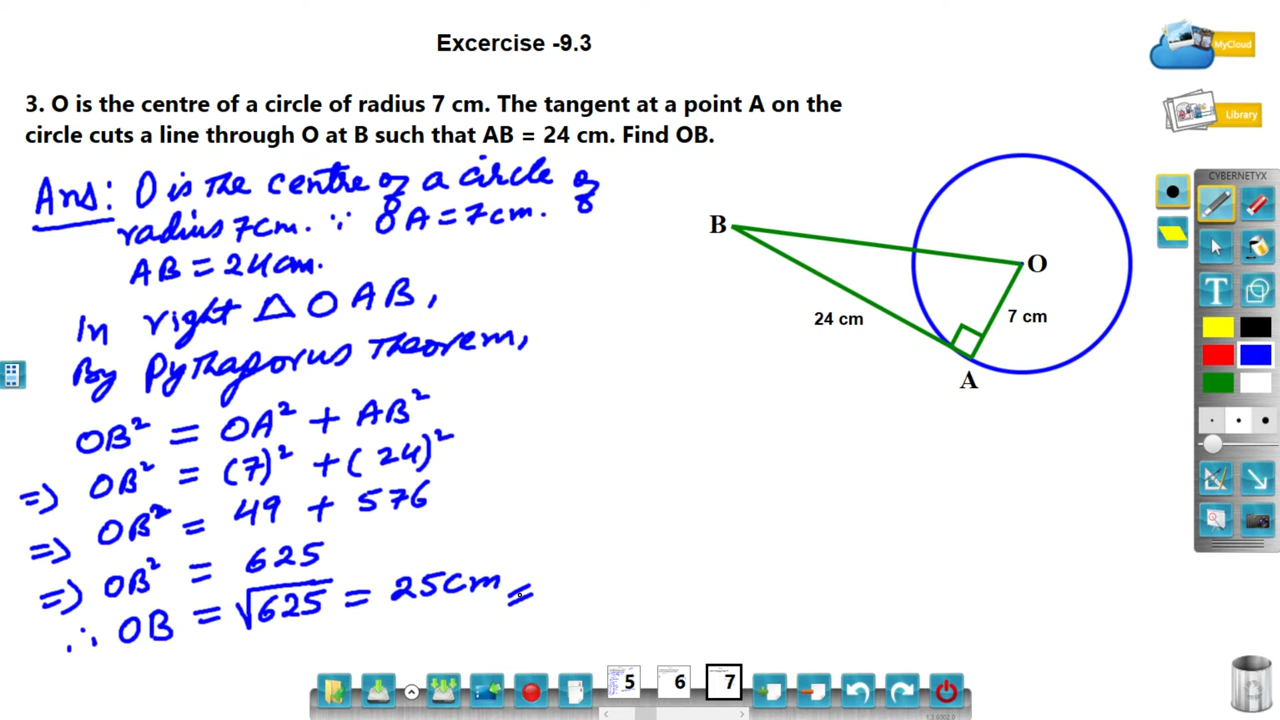 Excercise -9.3
3. O is the centre of a circle of radius 7 cm. The tangent at a point A on the
circle cuts a line through O at B such that AB = 24 cm. Find OB.
Ans: O is the centre of a circle of
radius 7cm. ∵ OA = 7cm.
AB = 24cm.
In right △ OAB,
By Pythagorus Theorem,
OB² = OA² + AB²
=> OB² = (7)² + (24)²
=> OB² = 49 + 576
=> OB² = 625
∴ OB = √625 = 25cm
B
O
24 cm
7 cm
A
MyCloud
Library
CYBERNETYX
T
5
6
7
1.3.9302.0